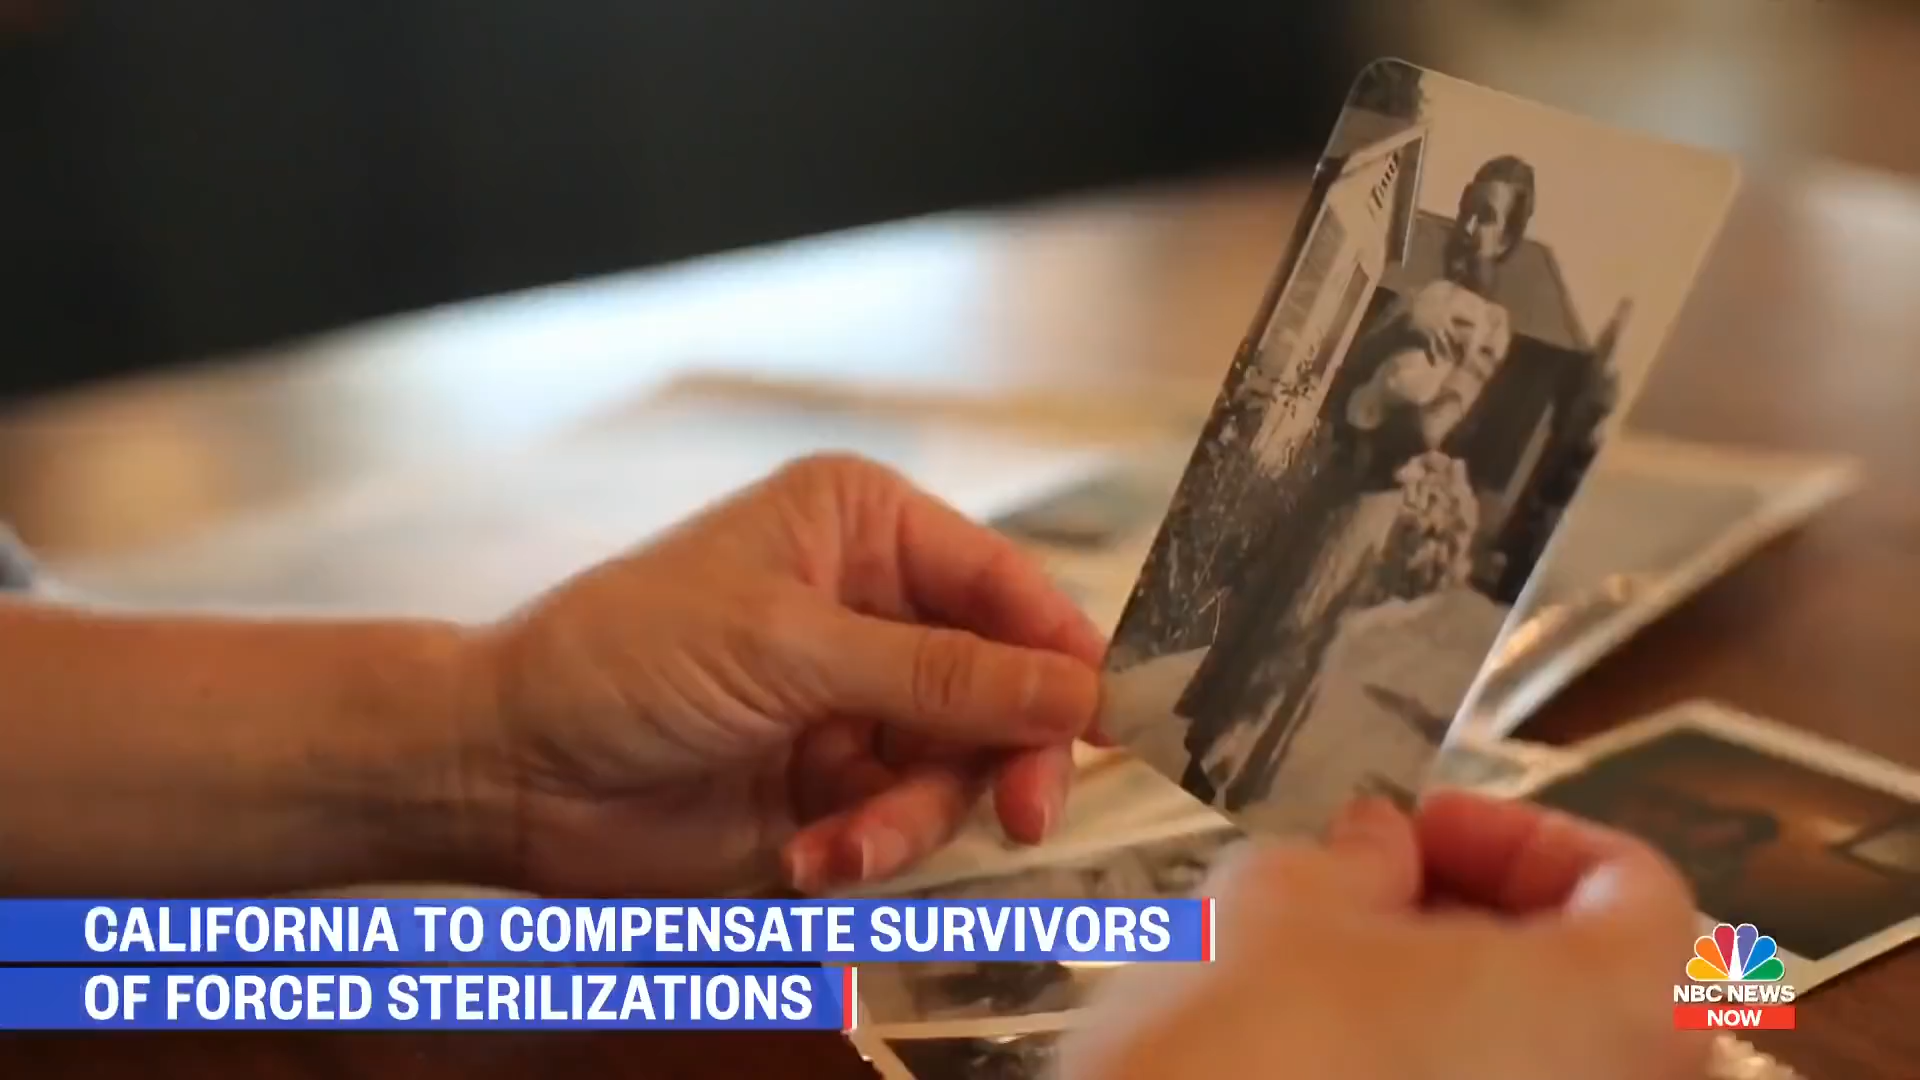 CALIFORNIA TO COMPENSATE SURVIVORS
OF FORCED STERILIZATIONS
NBC NEWS
NOW